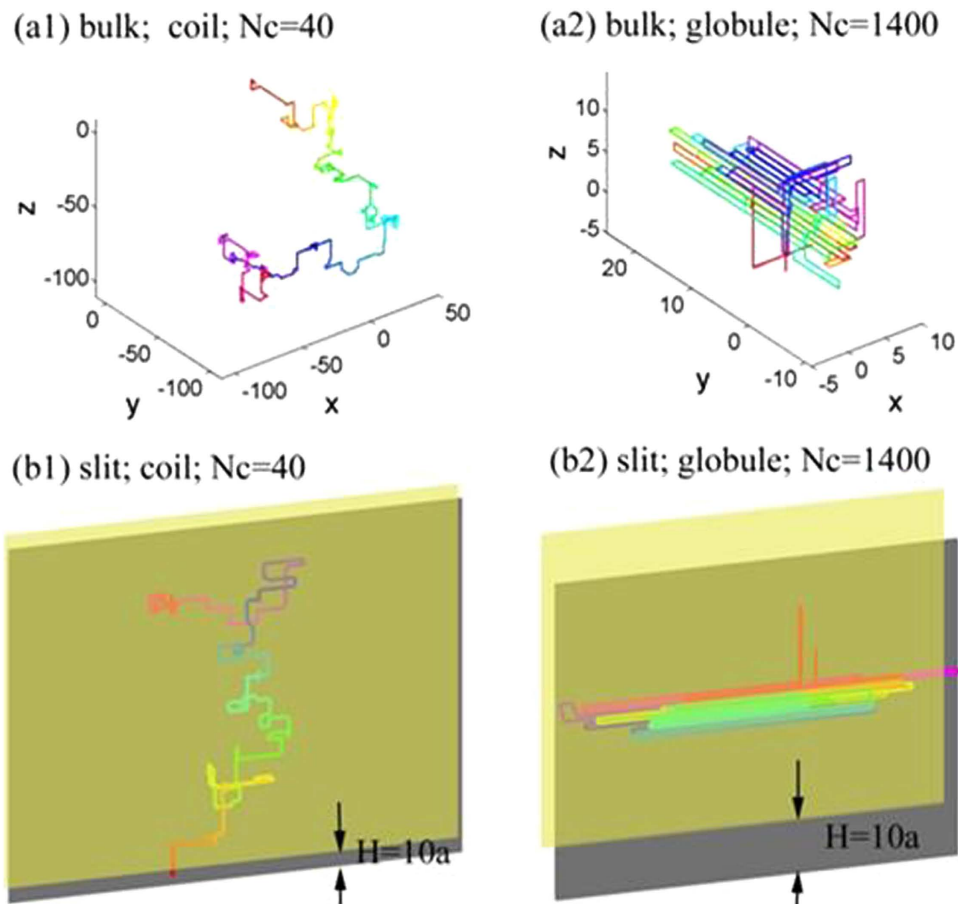 (a1) bulk; coil; Nc=40
(a2) bulk; globule; Nc=1400
0
-50
-100
z
0
-50
-100
y
-100
-50
0
50
x
10
5
0
-5
z
20
10
0
-10
y
-5
0
5
10
x
(b1) slit; coil; Nc=40
(b2) slit; globule; Nc=1400
H=10a
H=10a